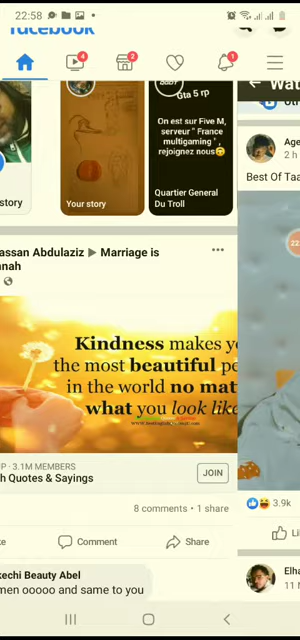 22:58
facebook
4
2
1
Gta 5 rp
On est sur Five M,
serveur " France
multigaming " ,
rejoignez nous
story
Your story
Quartier General
Du Troll
Age
2 h
Best Of Taa
assan Abdulaziz ▶ Marriage is
nnah
Kindness makes yo
the most beautiful pe
in the world no mat
what you look like
22
P · 3.1M MEMBERS
h Quotes & Sayings
JOIN
8 comments • 1 share
3.9k
ke
Comment
Share
Li
kechi Beauty Abel
men ooooo and same to you
Elha
11 M